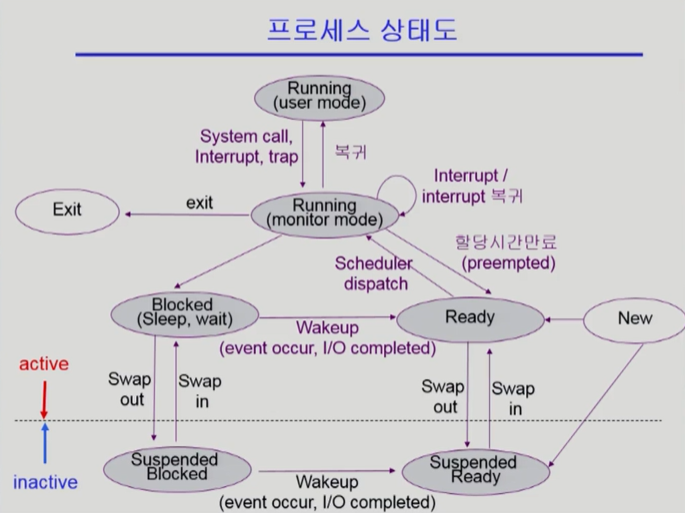 프로세스 상태도
Running
(user mode)
System call,
Interrupt, trap
복귀
Interrupt /
interrupt 복귀
Exit
exit
Running
(monitor mode)
할당시간만료
(preempted)
Scheduler
dispatch
Blocked
(Sleep, wait)
Ready
New
Wakeup
(event occur, I/O completed)
active
Swap
out
Swap
in
Swap
out
Swap
in
inactive
Suspended
Blocked
Suspended
Ready
Wakeup
(event occur, I/O completed)